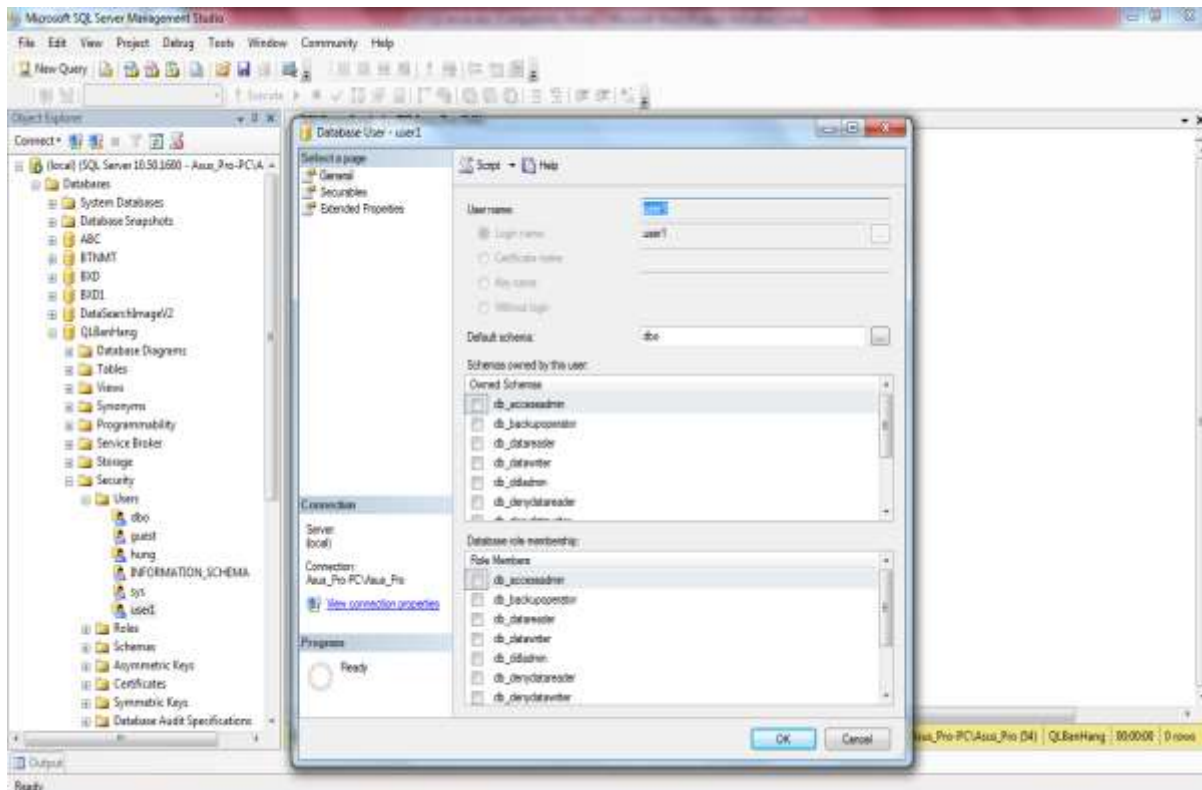 Microsoft SQL Server Management Studio
File Edit View Project Debug Tools Window Community Help
New Query
Execute
Object Explorer
Connect
(local) (SQL Server 10.50.1600 - Asus_Pro-PC\A
Databases
System Databases
Database Snapshots
ABC
BTNMT
BXD
BXD1
DataSearchImageV2
QLBanHang
Database Diagrams
Tables
Views
Synonyms
Programmability
Service Broker
Storage
Security
Users
dbo
guest
hung
INFORMATION_SCHEMA
sys
user1
Roles
Schemas
Asymmetric Keys
Certificates
Symmetric Keys
Database Audit Specifications
Output
Ready
Database User - user1
Select a page
General
Securables
Extended Properties
Connection
Server:
(local)
Connection:
Asus_Pro-PC\Asus_Pro
View connection properties
Progress
Ready
Script Help
User name: user1
Login name user1
Certificate name
Key name
Without login
Default schema: dbo
Schemas owned by this user:
Owned Schemas
db_accessadmin
db_backupoperator
db_datareader
db_datawriter
db_ddladmin
db_denydatareader
Database role membership:
Role Members
db_accessadmin
db_backupoperator
db_datareader
db_datawriter
db_ddladmin
db_denydatareader
db_denydatawriter
OK Cancel
Asus_Pro-PC\Asus_Pro (54) QLBanHang 00:00:00 0 rows